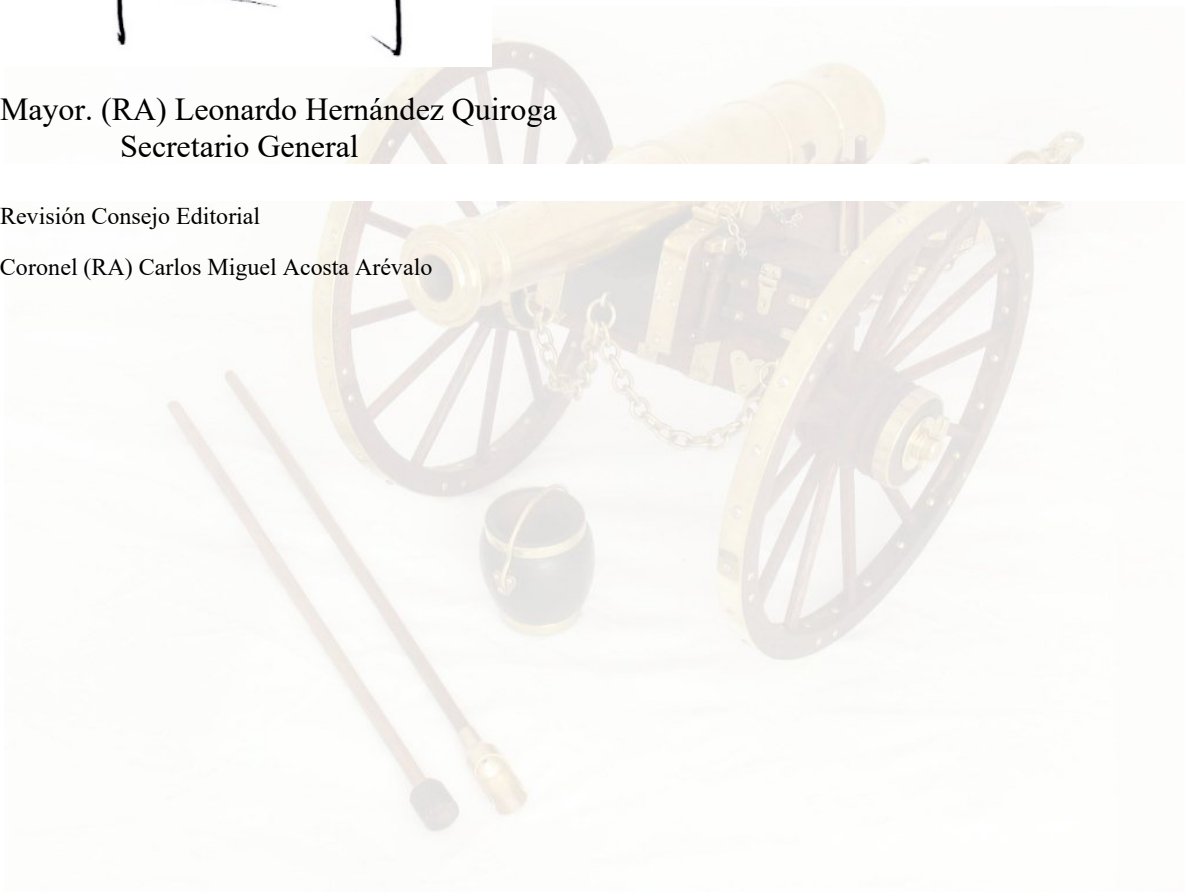 Mayor. (RA) Leonardo Hernández Quiroga
Secretario General
Revisión Consejo Editorial
Coronel (RA) Carlos Miguel Acosta Arévalo